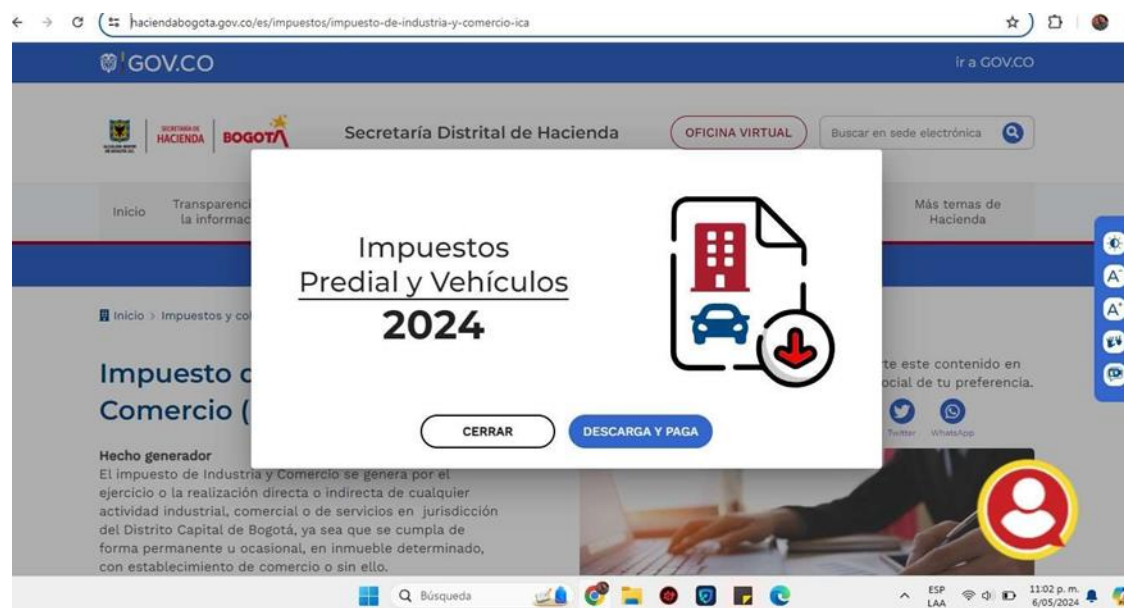 haciendabogota.gov.co/es/impuestos/impuesto-de-industria-y-comercio-ica
GOV.CO
ir a GOV.CO
SECRETARÍA DE
HACIENDA
BOGOTÁ
Secretaría Distrital de Hacienda
OFICINA VIRTUAL
Buscar en sede electrónica
Inicio
Transparenci
la informac
Más temas de
Hacienda
Impuestos
Predial y Vehículos
2024
CERRAR
DESCARGA Y PAGA
A-
A+
Inicio > Impuestos y co
Impuesto
Comercio (
rte este contenido en
ocial de tu preferencia.
Twitter
WhatsApp
Hecho generador
El impuesto de Industria y Comercio se genera por el
ejercicio o la realización directa o indirecta de cualquier
actividad industrial, comercial o de servicios en jurisdicción
del Distrito Capital de Bogotá, ya sea que se cumpla de
forma permanente u ocasional, en inmueble determinado,
con establecimiento de comercio o sin ello.
Búsqueda
ESP
LAA
11:02 p. m.
6/05/2024